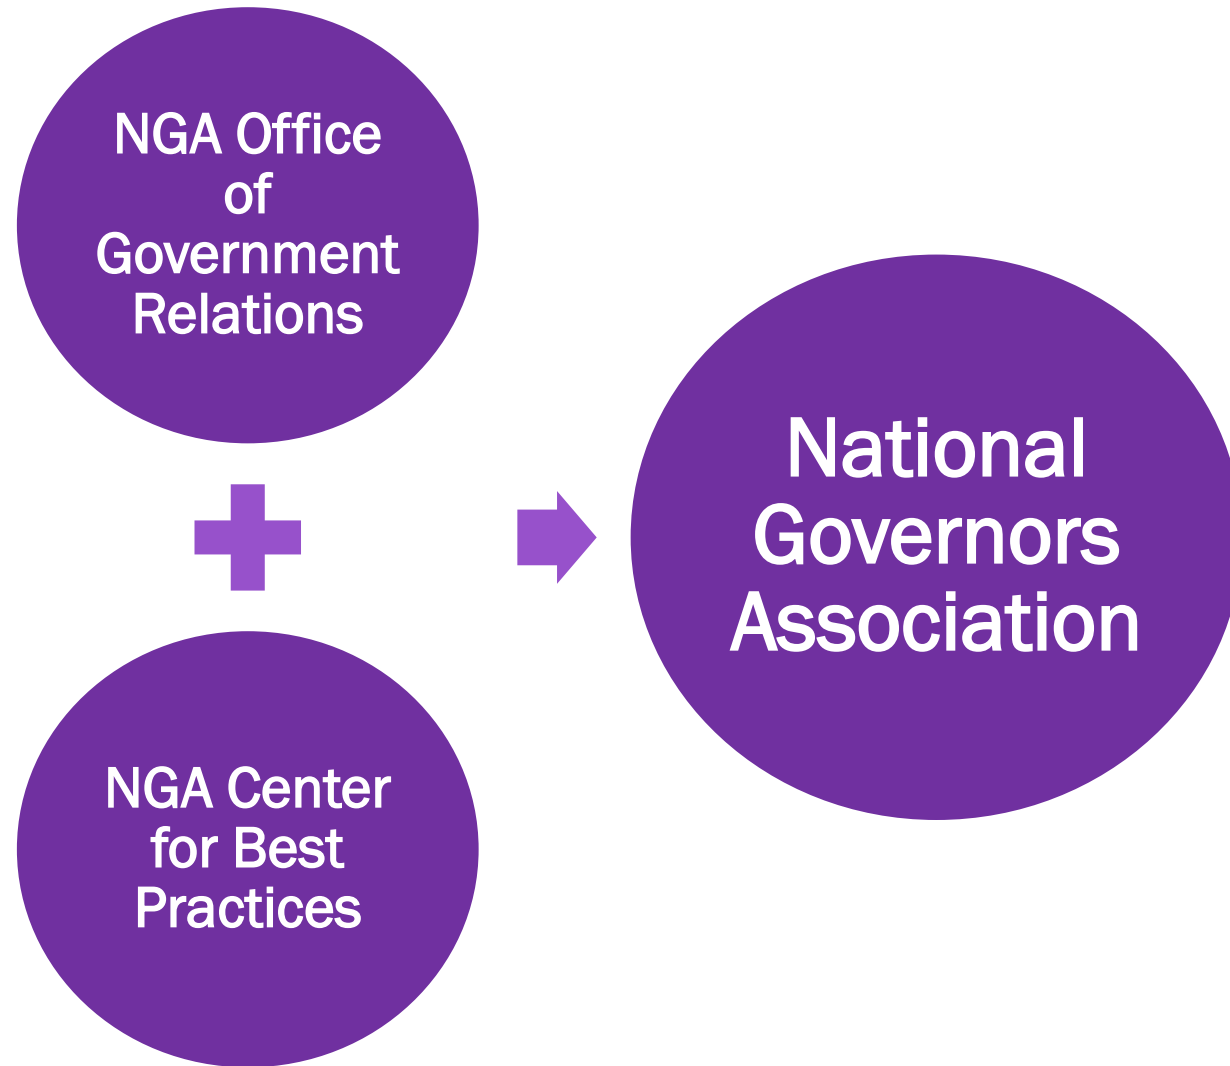 NGA Office
of
Government
Relations
NGA Center
for Best
Practices
National
Governors
Association